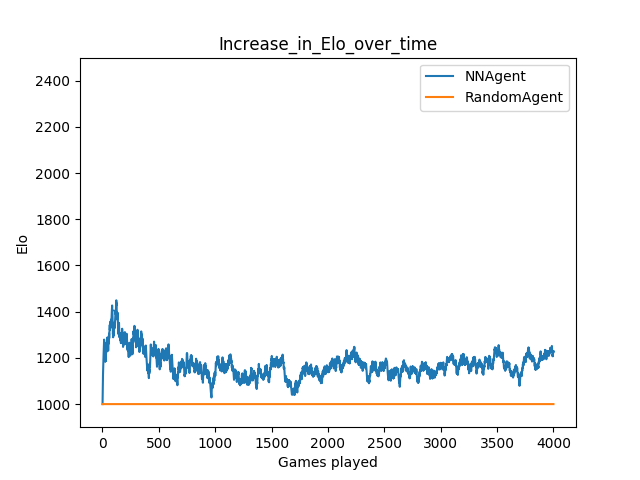 Increase_in_Elo_over_time
NNAgent
RandomAgent
2400
2200
2000
1800
1600
1400
1200
1000
Elo
0 500 1000 1500 2000 2500 3000 3500 4000
Games played